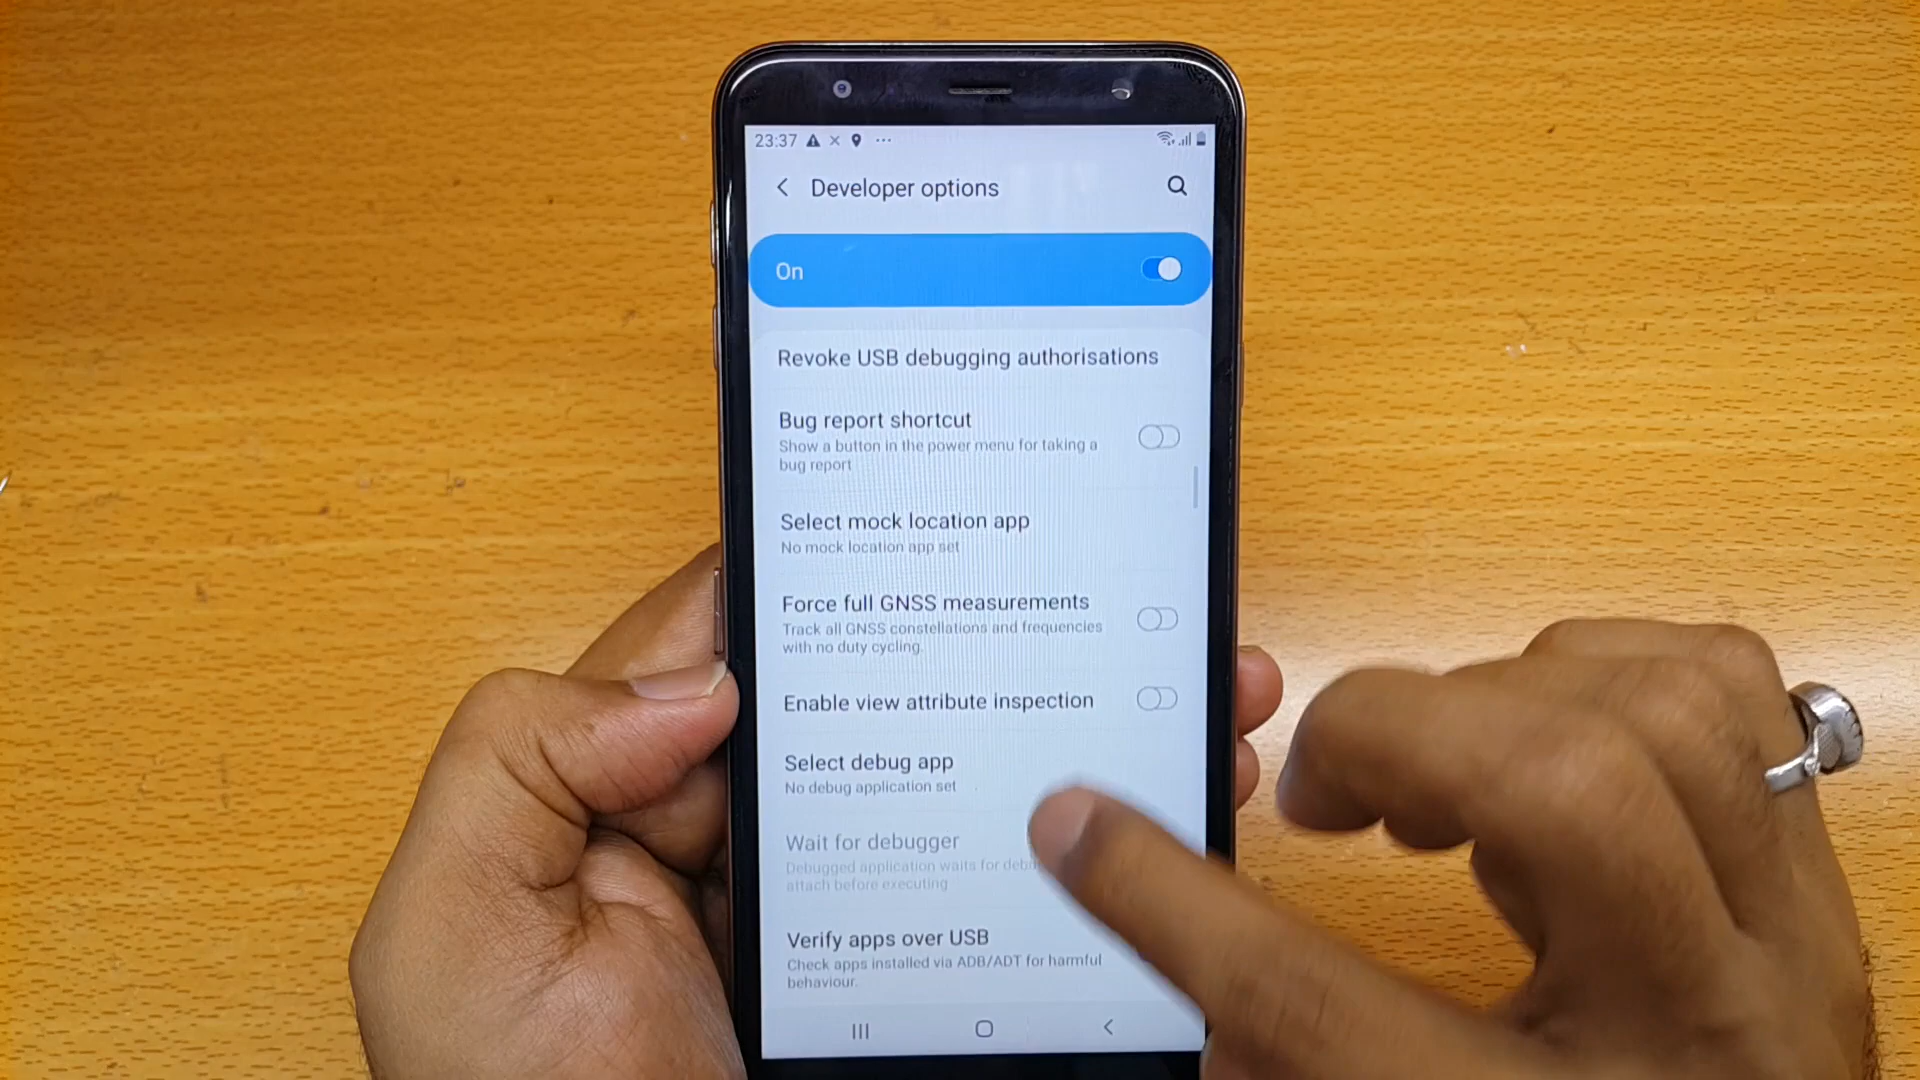 23:37
Developer options
On
Revoke USB debugging authorisations
Bug report shortcut
Show a button in the power menu for taking a
bug report
Select mock location app
No mock location app set
Force full GNSS measurements
Track all GNSS constellations and frequencies
with no duty cycling.
Enable view attribute inspection
Select debug app
No debug application set
Wait for debugger
Debugged application waits for
attach before executing
Verify apps over USB
Check apps installed via ADB/ADT for harmful
behaviour.